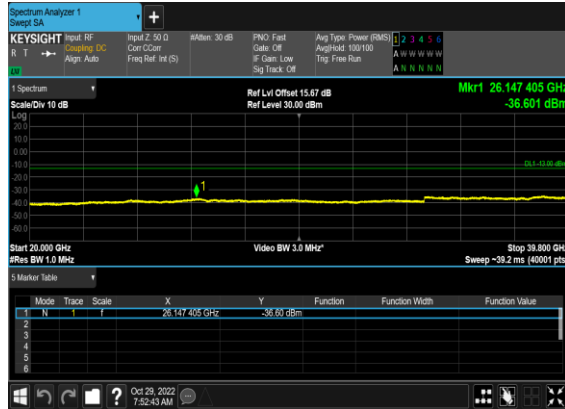 Spectrum Analyzer 1
Swept SA
+
KEYSIGHT Input: RF Input Z: 50 Ω #Atten: 30 dB PNO: Fast Avg Type: Power (RMS) 1 2 3 4 5 6
R T Coupling: DC Corr CCorr Gate: Off Avg|Hold: 100/100 A W W W W W
Align: Auto Freq Ref: Int (S) IF Gain: Low Trig: Free Run
Sig Track: Off A N N N N N
1 Spectrum Ref Lvl Offset 15.67 dB Mkr1 26.147 405 GHz
Scale/Div 10 dB Ref Level 30.00 dBm -36.601 dBm
Log
20.0
10.0
0.00
-10.0 DL1 -13.00 dBm
-20.0
-30.0 1
-40.0
-50.0
-60.0
Start 20.000 GHz Video BW 3.0 MHz* Stop 39.800 GHz
#Res BW 1.0 MHz Sweep ~39.2 ms (40001 pts)
5 Marker Table
Mode Trace Scale X Y Function Function Width Function Value
1 N 1 f 26.147 405 GHz -36.60 dBm
2
3
4
5
6
? Oct 29, 2022
7:52:43 AM